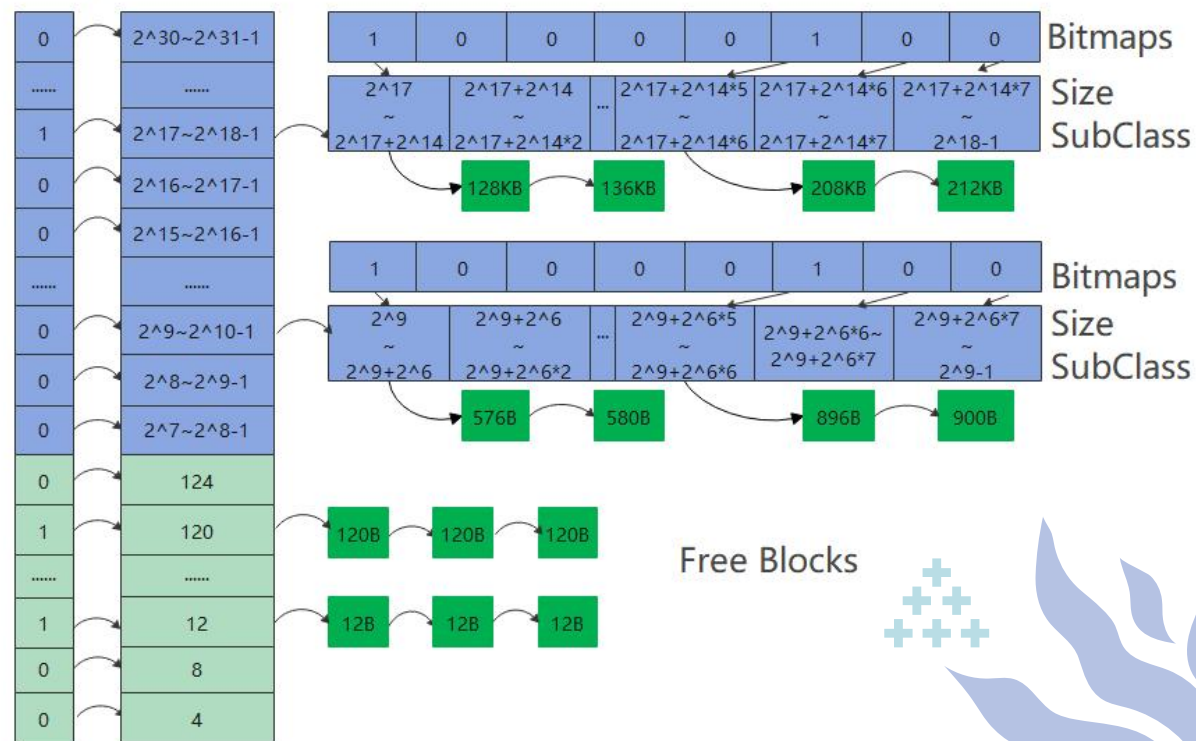 0
2^30~2^31-1
1 0 0 0 0 1 0 0
Bitmaps
......
......
2^17
~
2^17+2^14
2^17+2^14
~
2^17+2^14*2
...
2^17+2^14*5
~
2^17+2^14*6
2^17+2^14*6
~
2^17+2^14*7
2^17+2^14*7
~
2^18-1
Size
SubClass
1
2^17~2^18-1
0
2^16~2^17-1
128KB
136KB
208KB
212KB
0
2^15~2^16-1
......
......
1 0 0 0 0 1 0 0
Bitmaps
0
2^9~2^10-1
2^9
~
2^9+2^6
2^9+2^6
~
2^9+2^6*2
...
2^9+2^6*5
~
2^9+2^6*6
2^9+2^6*6~
2^9+2^6*7
2^9+2^6*7
~
2^9-1
Size
SubClass
0
2^8~2^9-1
0
2^7~2^8-1
576B
580B
896B
900B
0
124
1
120
120B
120B
120B
Free Blocks
......
......
1
12
12B
12B
12B
0
8
0
4